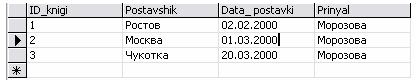 ID_knigi Postavshik Data_postavki Prinyal
1 Ростов 02.02.2000 Морозова
2 Москва 01.03.2000 Морозова
3 Чукотка 20.03.2000 Морозова